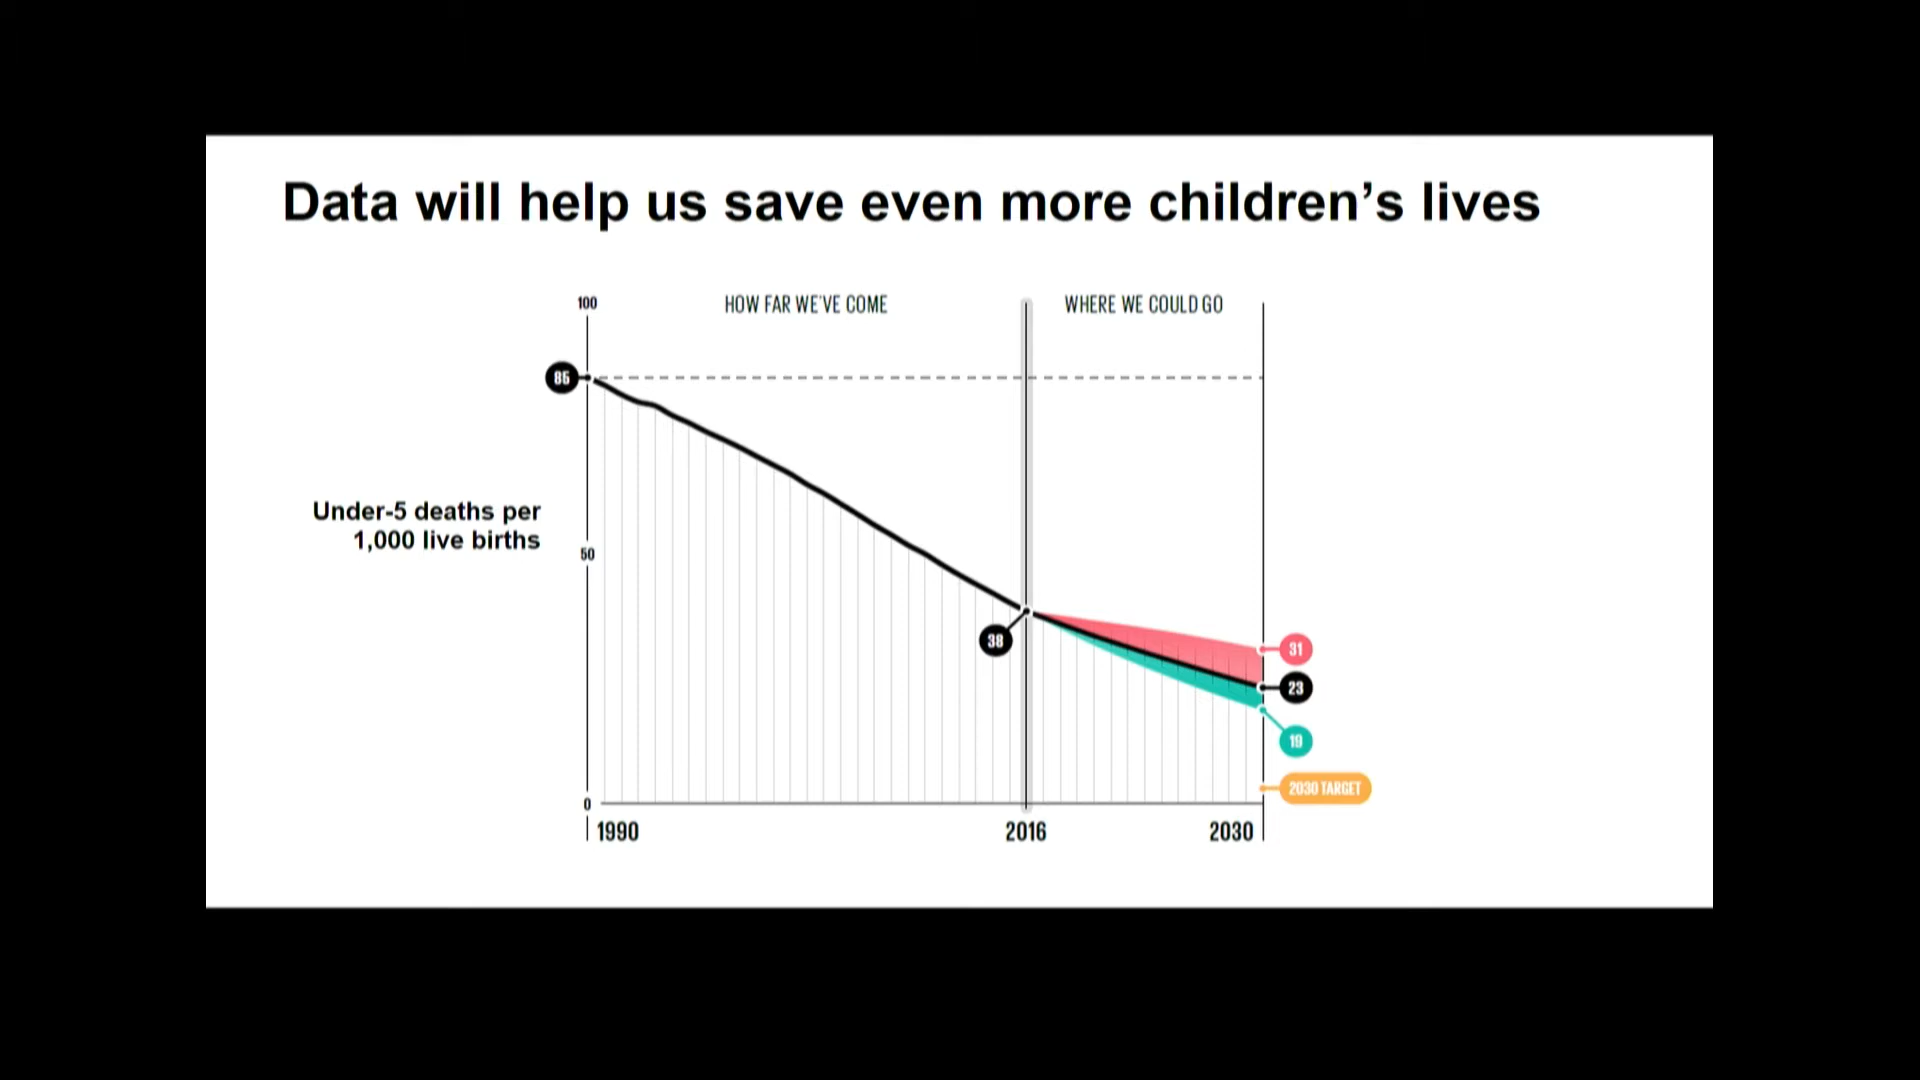 Data will help us save even more children’s lives
100
HOW FAR WE'VE COME
WHERE WE COULD GO
85
Under-5 deaths per
1,000 live births
50
38
31
23
19
2030 TARGET
0
1990
2016
2030